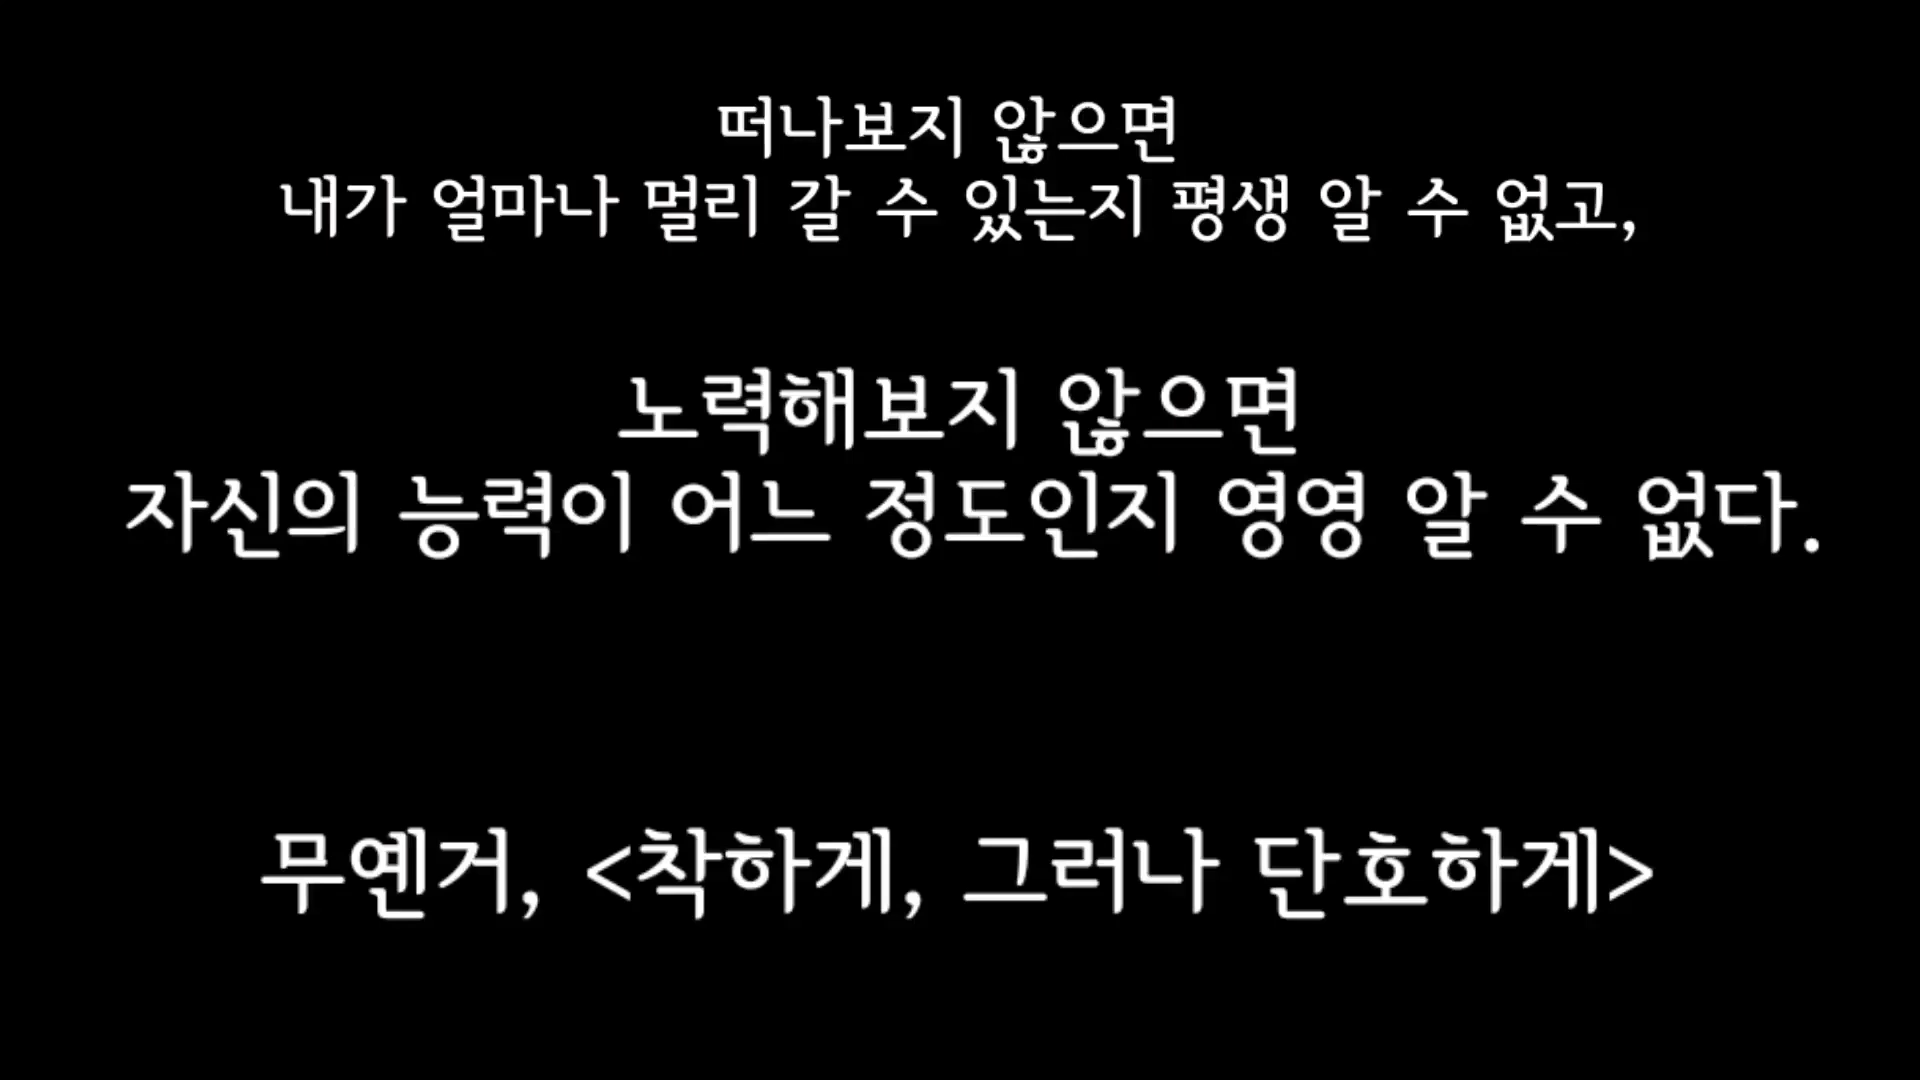 떠나보지 않으면
내가 얼마나 멀리 갈 수 있는지 평생 알 수 없고,
노력해보지 않으면
자신의 능력이 어느 정도인지 영영 알 수 없다.
무옌거, <착하게, 그러나 단호하게>